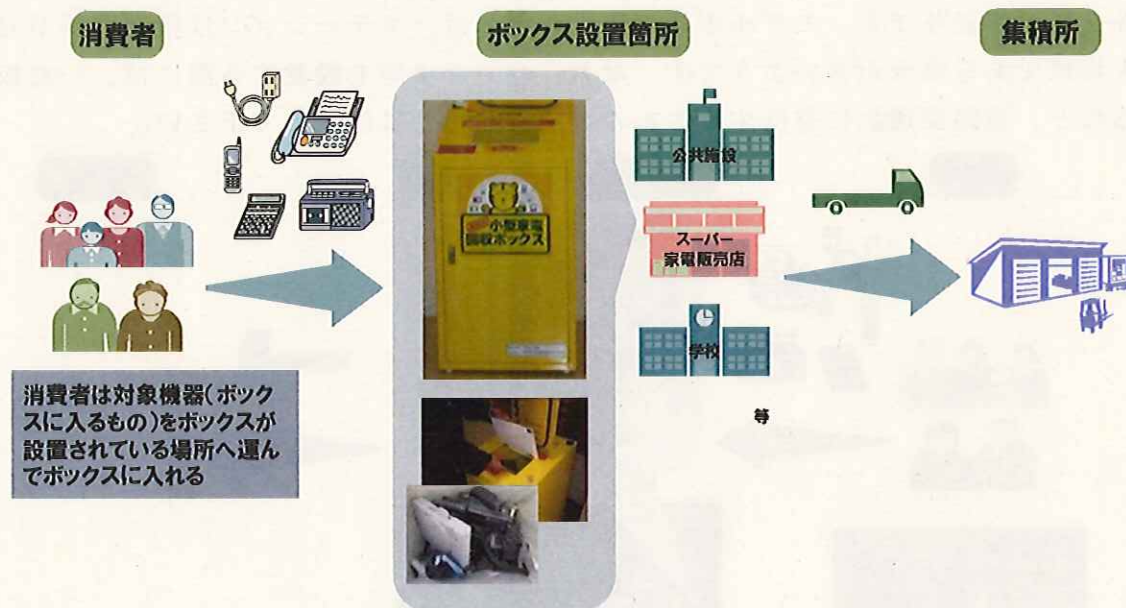 消費者
ボックス設置箇所
集積所
小型家電
回収ボックス
公共施設
スーパー
家電販売店
学校
等
消費者は対象機器(ボック
スに入るもの)をボックスが
設置されている場所へ運ん
でボックスに入れる